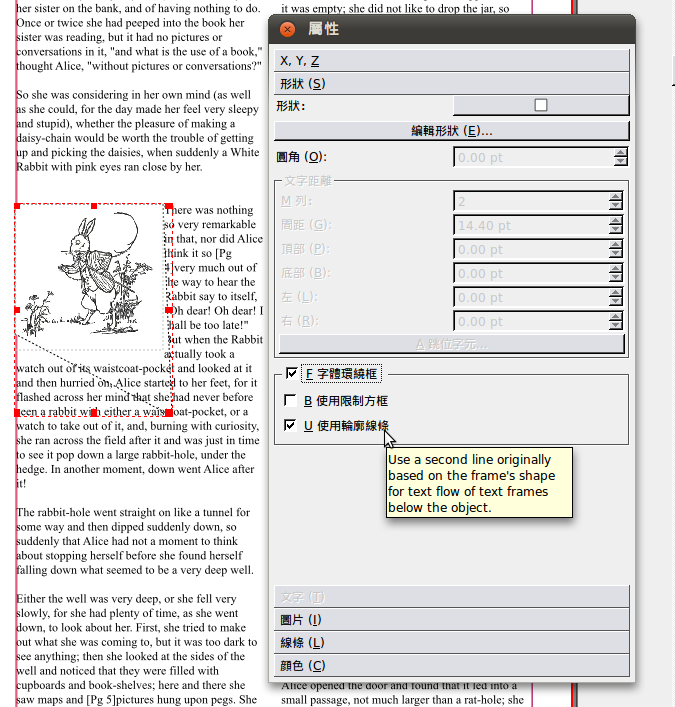 her sister on the bank, and of having nothing to do.
Once or twice she had peeped into the book her
sister was reading, but it had no pictures or
conversations in it, "and what is the use of a book,"
thought Alice, "without pictures or conversations?"
So she was considering in her own mind (as well
as she could, for the day made her feel very sleepy
and stupid), whether the pleasure of making a
daisy-chain would be worth the trouble of getting
up and picking the daisies, when suddenly a White
Rabbit with pink eyes ran close by her.
There was nothing
so very remarkable
in that, nor did Alice
think it so [Pg
4]very much out of
the way to hear the
Rabbit say to itself,
"Oh dear! Oh dear! I
shall be too late!"
But when the Rabbit
actually took a
watch out of its waistcoat-pocket and looked at it
and then hurried on, Alice started to her feet, for it
flashed across her mind that she had never before
seen a rabbit with either a waistcoat-pocket, or a
watch to take out of it, and, burning with curiosity,
she ran across the field after it and was just in time
to see it pop down a large rabbit-hole, under the
hedge. In another moment, down went Alice after
it!
The rabbit-hole went straight on like a tunnel for
some way and then dipped suddenly down, so
suddenly that Alice had not a moment to think
about stopping herself before she found herself
falling down what seemed to be a very deep well.
Either the well was very deep, or she fell very
slowly, for she had plenty of time, as she went
down, to look about her. First, she tried to make
out what she was coming to, but it was too dark to
see anything; then she looked at the sides of the
well and noticed that they were filled with
cupboards and book-shelves; here and there she
saw maps and [Pg 5]pictures hung upon pegs. She
it was empty; she did not like to drop the jar, so
屬性
X, Y, Z
形狀 (S)
形狀:
編輯形狀 (E)...
圓角 (O):
0.00 pt
文字距離
M 列:
2
間距 (G):
14.40 pt
頂部 (P):
0.00 pt
底部 (B):
0.00 pt
左 (L):
0.00 pt
右 (R):
0.00 pt
A 跳位字元...
F 字體環繞框
B 使用限制方框
U 使用輪廓線條
Use a second line originally
based on the frame's shape
for text flow of text frames
below the object.
文字 (T)
圖片 (I)
線條 (L)
顏色 (C)
Alice opened the door and found that it led into a
small passage, not much larger than a rat-hole; she